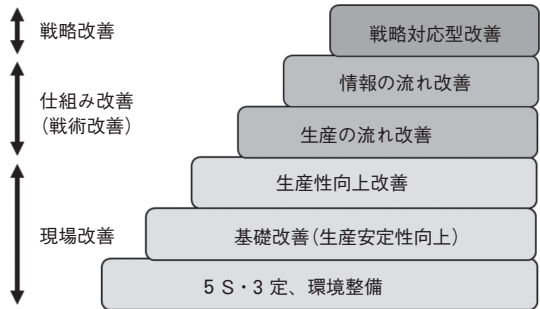 戦略改善
戦略対応型改善
情報の流れ改善
仕組み改善
(戦術改善)
生産の流れ改善
生産性向上改善
現場改善
基礎改善(生産安定性向上)
5 S・3 定、環境整備